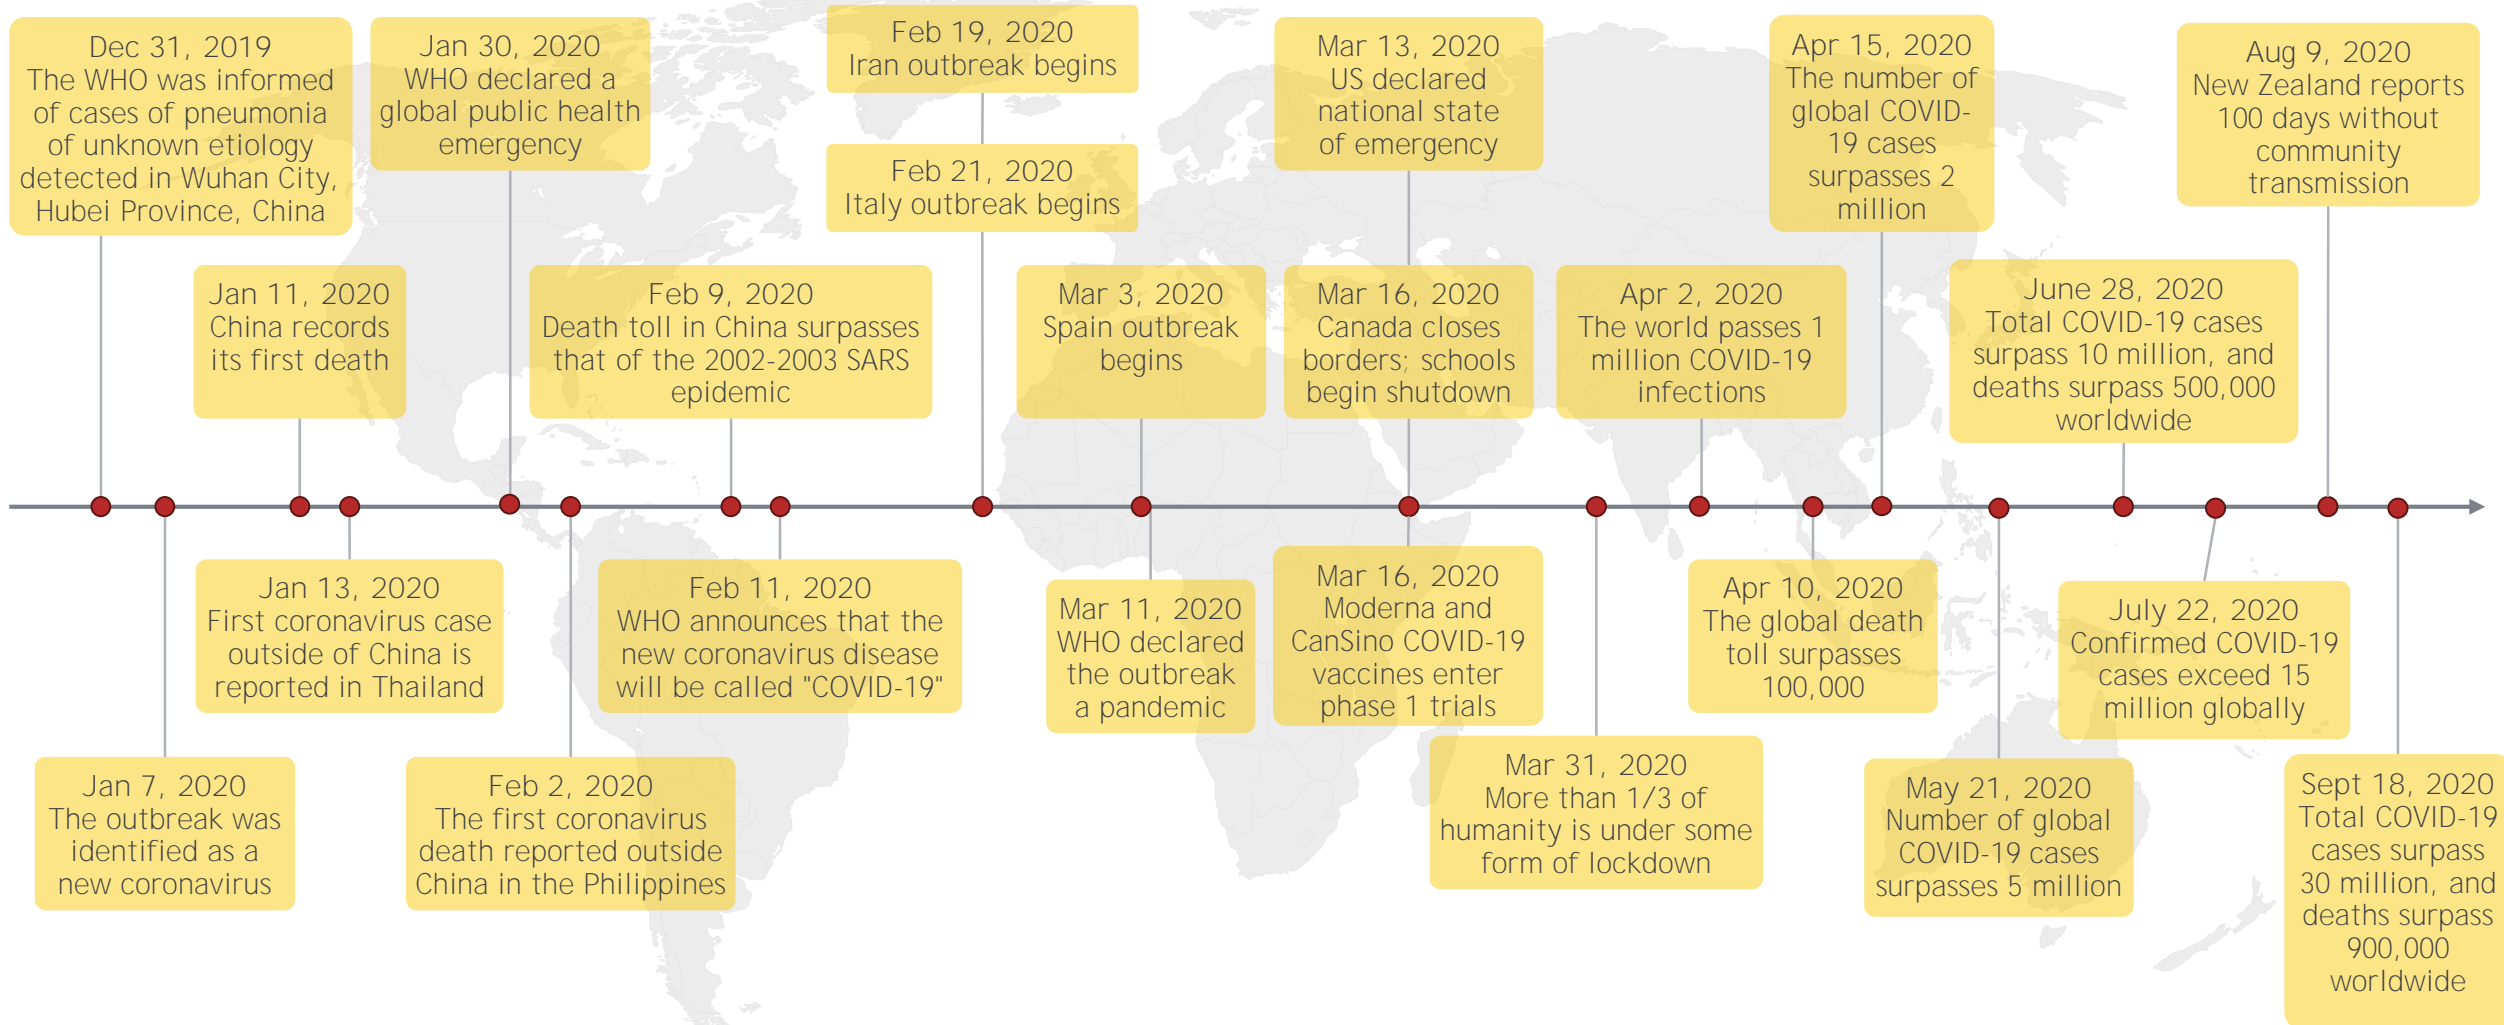 Dec 31, 2019
The WHO was informed
of cases of pneumonia
of unknown etiology
detected in Wuhan City,
Hubei Province, China
Jan 30, 2020
WHO declared a
global public health
emergency
Feb 19, 2020
Iran outbreak begins
Feb 21, 2020
Italy outbreak begins
Mar 13, 2020
US declared
national state
of emergency
Apr 15, 2020
The number of
global COVID-
19 cases
surpasses 2
million
Aug 9, 2020
New Zealand reports
100 days without
community
transmission
Jan 11, 2020
China records
its first death
Feb 9, 2020
Death toll in China surpasses
that of the 2002-2003 SARS
epidemic
Mar 3, 2020
Spain outbreak
begins
Mar 16, 2020
Canada closes
borders; schools
begin shutdown
Apr 2, 2020
The world passes 1
million COVID-19
infections
June 28, 2020
Total COVID-19 cases
surpass 10 million, and
deaths surpass 500,000
worldwide
Jan 13, 2020
First coronavirus case
outside of China is
reported in Thailand
Feb 11, 2020
WHO announces that the
new coronavirus disease
will be called "COVID-19"
Mar 11, 2020
WHO declared
the outbreak
a pandemic
Mar 16, 2020
Moderna and
CanSino COVID-19
vaccines enter
phase 1 trials
Apr 10, 2020
The global death
toll surpasses
100,000
July 22, 2020
Confirmed COVID-19
cases exceed 15
million globally
Jan 7, 2020
The outbreak was
identified as a
new coronavirus
Feb 2, 2020
The first coronavirus
death reported outside
China in the Philippines
Mar 31, 2020
More than 1/3 of
humanity is under some
form of lockdown
May 21, 2020
Number of global
COVID-19 cases
surpasses 5 million
Sept 18, 2020
Total COVID-19
cases surpass
30 million, and
deaths surpass
900,000
worldwide